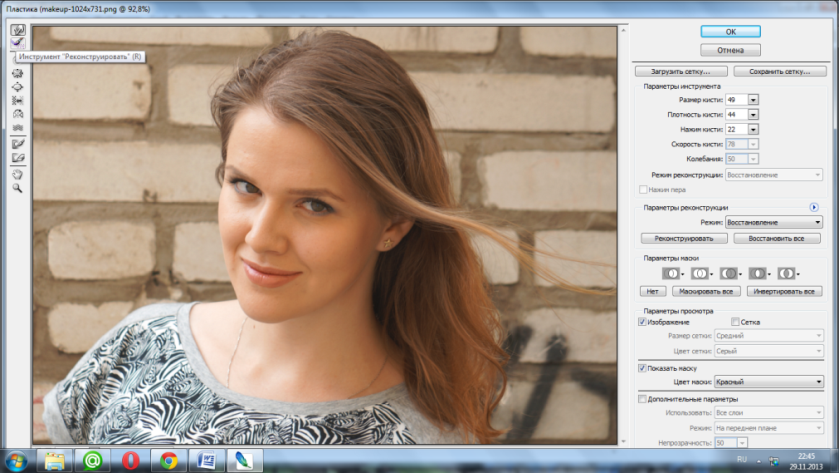 Пластика (makeup-1024x731.png @ 92,8%)
Инструмент "Реконструировать" (R)
OK
Отмена
Загрузить сетку... Сохранить сетку...
Параметры инструмента
Размер кисти: 49
Плотность кисти: 44
Нажим кисти: 22
Скорость кисти: 78
Колебания: 50
Режим реконструкции: Восстановление
Нажим пера
Параметры реконструкции
Режим: Восстановление
Реконструировать Восстановить все
Параметры маски
Нет Маскировать все Инвертировать все
Параметры просмотра
Изображение Сетка
Размер сетки: Средний
Цвет сетки: Серый
Показать маску
Цвет маски: Красный
Дополнительные параметры
Использовать: Все слои
Режим: На переднем плане
Непрозрачность: 50
RU 22:45
29.11.2013